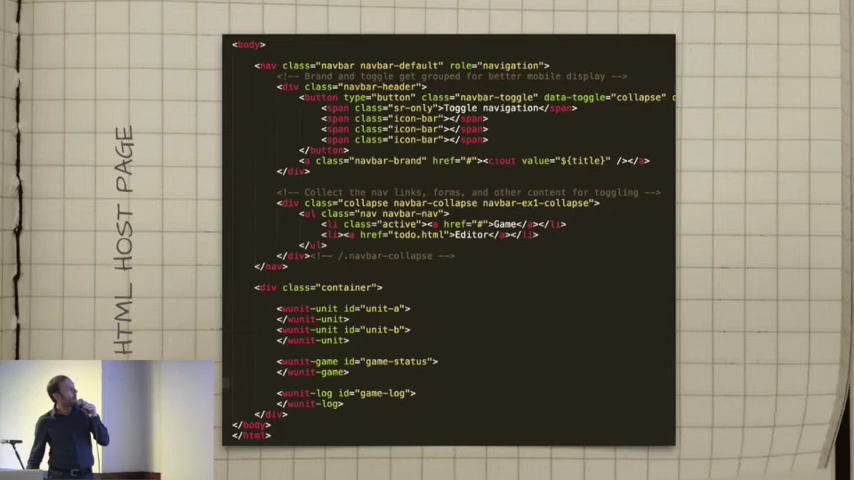 HTML HOST PAGE
<body>
<nav class="navbar navbar-default" role="navigation">
<!-- Brand and toggle get grouped for better mobile display -->
<div class="navbar-header">
<button type="button" class="navbar-toggle" data-toggle="collapse"
<span class="sr-only">Toggle navigation</span>
<span class="icon-bar"></span>
<span class="icon-bar"></span>
<span class="icon-bar"></span>
</button>
<a class="navbar-brand" href="#"><c:out value="${title}" /></a>
</div>
<!-- Collect the nav links, forms, and other content for toggling -->
<div class="collapse navbar-collapse navbar-ex1-collapse">
<ul class="nav navbar-nav">
<li class="active"><a href="#">Game</a></li>
<li><a href="todo.html">Editor</a></li>
</ul>
</div><!-- /.navbar-collapse -->
</nav>
<div class="container">
<wunit-unit id="unit-a">
</wunit-unit>
<wunit-unit id="unit-b">
</wunit-unit>
<wunit-game id="game-status">
</wunit-game>
<wunit-log id="game-log">
</wunit-log>
</div>
</body>
</html>